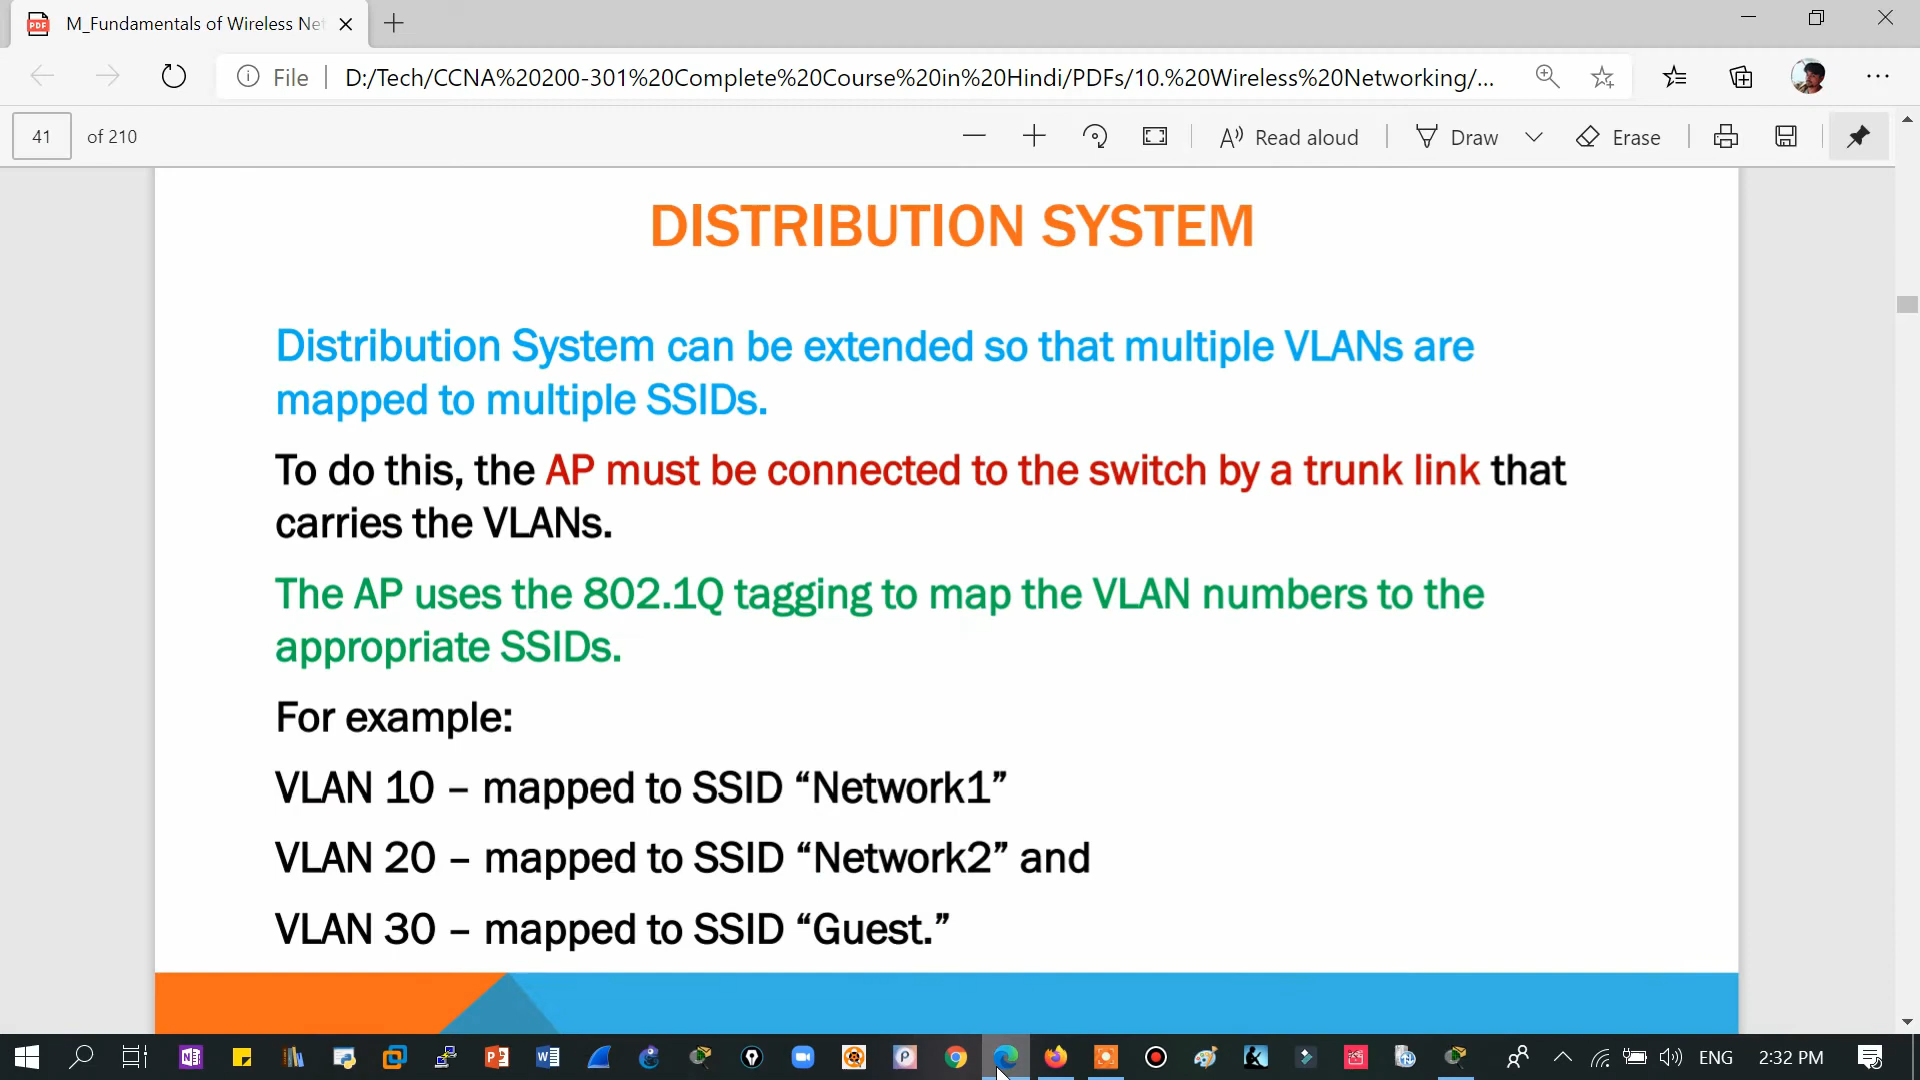 M_Fundamentals of Wireless Net
File
D:/Tech/CCNA%20200-301%20Complete%20Course%20in%20Hindi/PDFs/10.%20Wireless%20Networking/...
41 of 210
Read aloud
Draw
Erase
DISTRIBUTION SYSTEM
Distribution System can be extended so that multiple VLANs are
mapped to multiple SSIDs.
To do this, the AP must be connected to the switch by a trunk link that
carries the VLANs.
The AP uses the 802.1Q tagging to map the VLAN numbers to the
appropriate SSIDs.
For example:
VLAN 10 – mapped to SSID “Network1”
VLAN 20 – mapped to SSID “Network2” and
VLAN 30 – mapped to SSID “Guest.”
ENG
2:32 PM